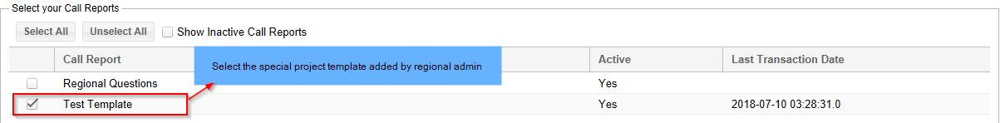 Select your Call Reports
Select All Unselect All Show Inactive Call Reports
Call Report Active Last Transaction Date
Select the special project template added by regional admin
Regional Questions Yes
Test Template Yes 2018-07-10 03:28:31.0